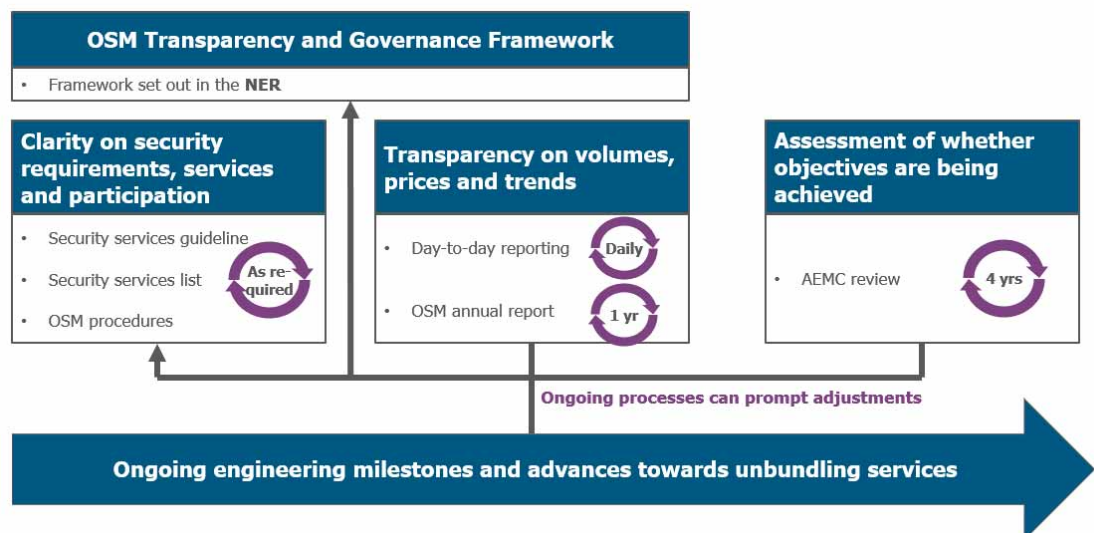 OSM Transparency and Governance Framework
• Framework set out in the NER
Clarity on security
requirements, services
and participation
• Security services guideline
• Security services list
As re-
quired
• OSM procedures
Transparency on volumes,
prices and trends
• Day-to-day reporting
Daily
• OSM annual report
1 yr
Assessment of whether
objectives are being
achieved
• AEMC review
4 yrs
Ongoing processes can prompt adjustments
Ongoing engineering milestones and advances towards unbundling services